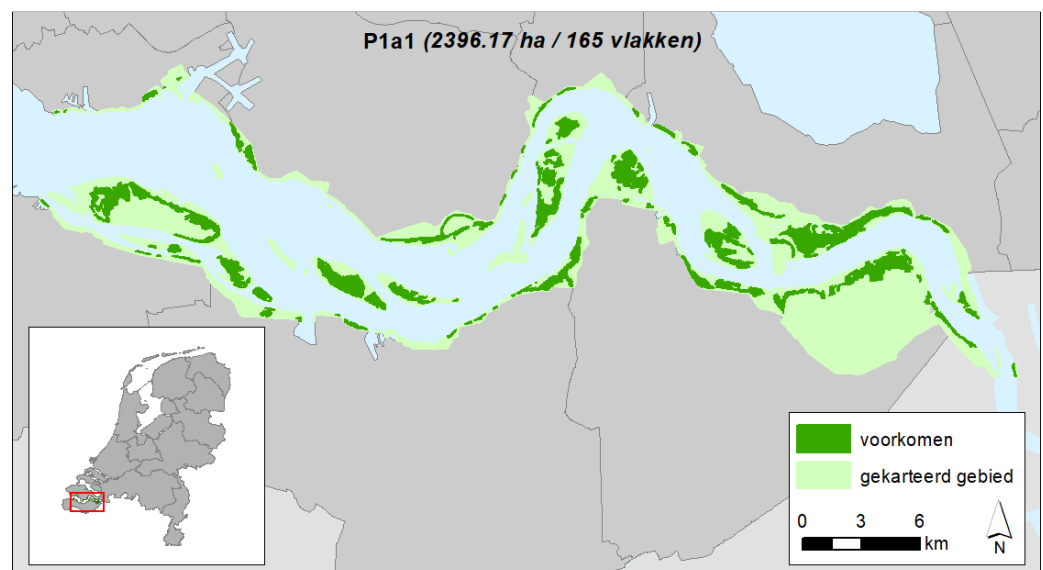 P1a1 (2396.17 ha / 165 vlakken)
voorkomen
gekarteerd gebied
0 3 6
km
N